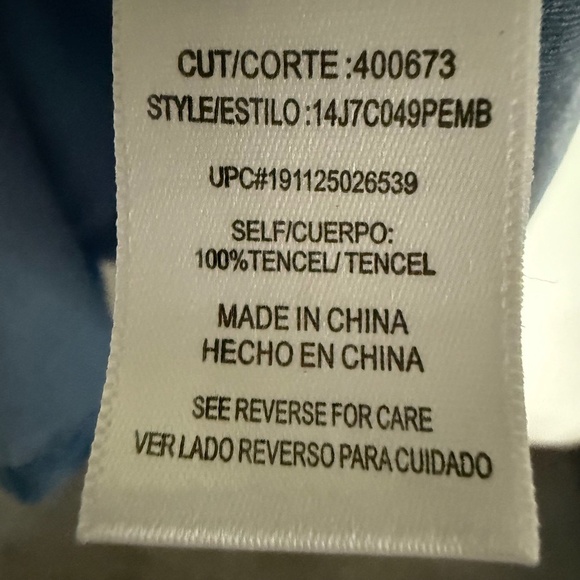 CUT/CORTE :400673
STYLE/ESTILO :14J7C049PEMB
UPC#191125026539
SELF/CUERPO:
100%TENCEL/ TENCEL
MADE IN CHINA
HECHO EN CHINA
SEE REVERSE FOR CARE
VER LADO REVERSO PARA CUIDADO